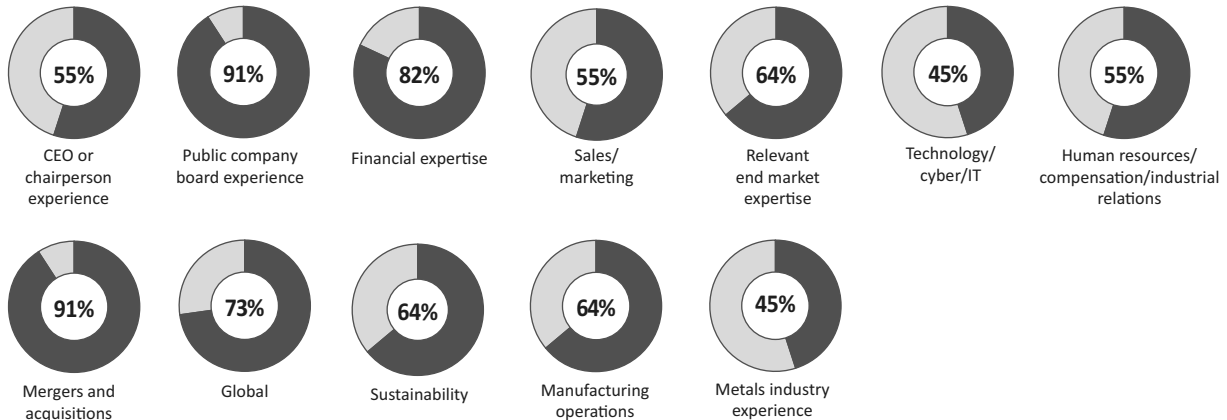 55%
91%
82%
55%
64%
45%
55%
CEO or
chairperson
experience
Public company
board experience
Financial expertise
Sales/
marketing
Relevant
end market
expertise
Technology/
cyber/IT
Human resources/
compensation/industrial
relations
91%
73%
64%
64%
45%
Mergers and
acquisitions
Global
Sustainability
Manufacturing
operations
Metals industry
experience